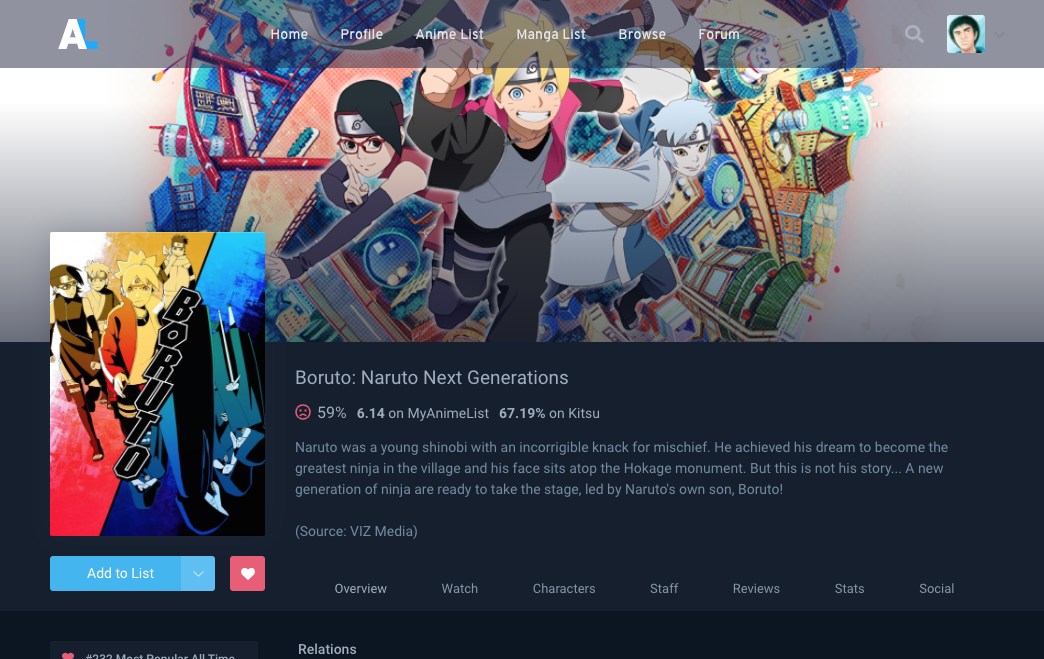 AL
Home Profile Anime List Manga List Browse Forum
BORUTO
Boruto: Naruto Next Generations
59% 6.14 on MyAnimeList 67.19% on Kitsu
Naruto was a young shinobi with an incorrigible knack for mischief. He achieved his dream to become the
greatest ninja in the village and his face sits atop the Hokage monument. But this is not his story... A new
generation of ninja are ready to take the stage, led by Naruto's own son, Boruto!
(Source: VIZ Media)
Add to List
Overview Watch Characters Staff Reviews Stats Social
#232 Most Popular All Time
Relations